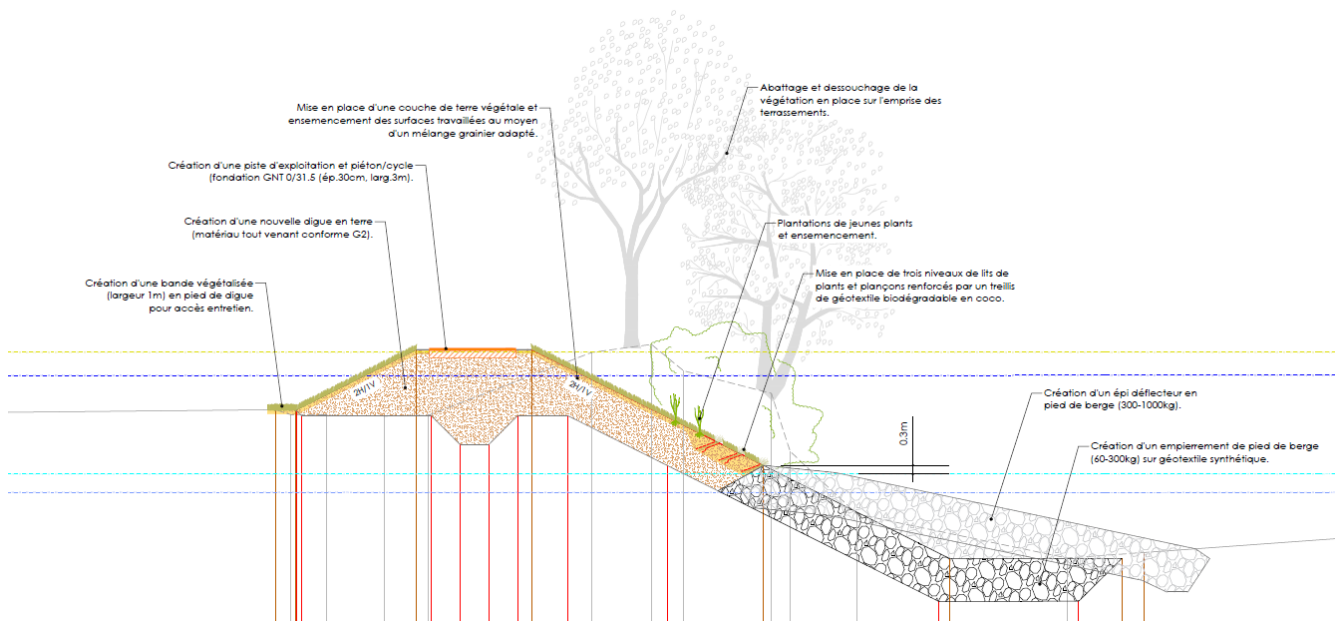 Abattage et dessouchage de la
végétation en place sur l'emprise des
terrassements.
Mise en place d'une couche de terre végétale et
ensemencement des surfaces travaillées au moyen
d'un mélange grainier adapté.
Création d'une piste d'exploitation et piéton/cycle
(fondation GNT 0/31.5 (ép.30cm, larg.3m).
Création d'une nouvelle digue en terre
(matériau tout venant conforme G2).
Plantations de jeunes plants
et ensemencement.
Création d'une bande végétalisée
(largeur 1m) en pied de digue
pour accès entretien.
Mise en place de trois niveaux de lits de
plants et plançons renforcés par un treillis
de géotextile biodégradable en coco.
2H/1V
2H/1V
Création d'un épi déflecteur en
pied de berge (300-1000kg).
0.3m
Création d'un empierrement de pied de berge
(60-300kg) sur géotextile synthétique.